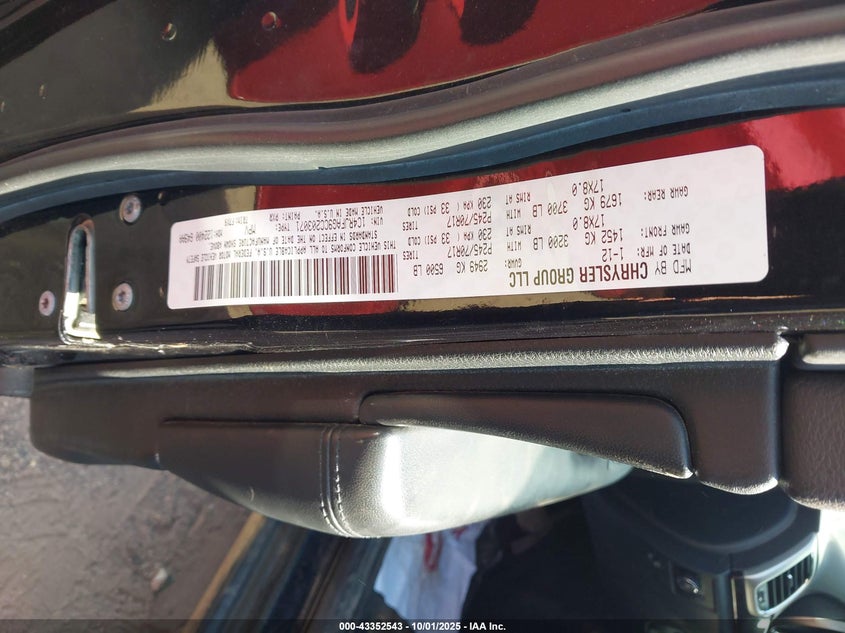 MFD BY CHRYSLER GROUP LLC
DATE OF MFR: 1-12
GVWR: 2949 KG 6500 LB
GAWR FRONT: 1452 KG 3200 LB WITH TIRES P245/70R17
RIMS AT 17X8.0 230 KPA ( 33 PSI) COLD
GAWR REAR: 1679 KG 3700 LB WITH TIRES P245/70R17
RIMS AT 17X8.0 230 KPA ( 33 PSI) COLD
THIS VEHICLE CONFORMS TO ALL APPLICABLE U.S.A. FEDERAL MOTOR VEHICLE SAFETY
STANDARDS IN EFFECT ON THE DATE OF MANUFACTURE SHOWN ABOVE.
VIN: 1C4RJFAG9CC283071
MPV
VEHICLE MADE IN U.S.A.
PAINT: PXR
000-43352543 - 10/01/2025 - IAA Inc.